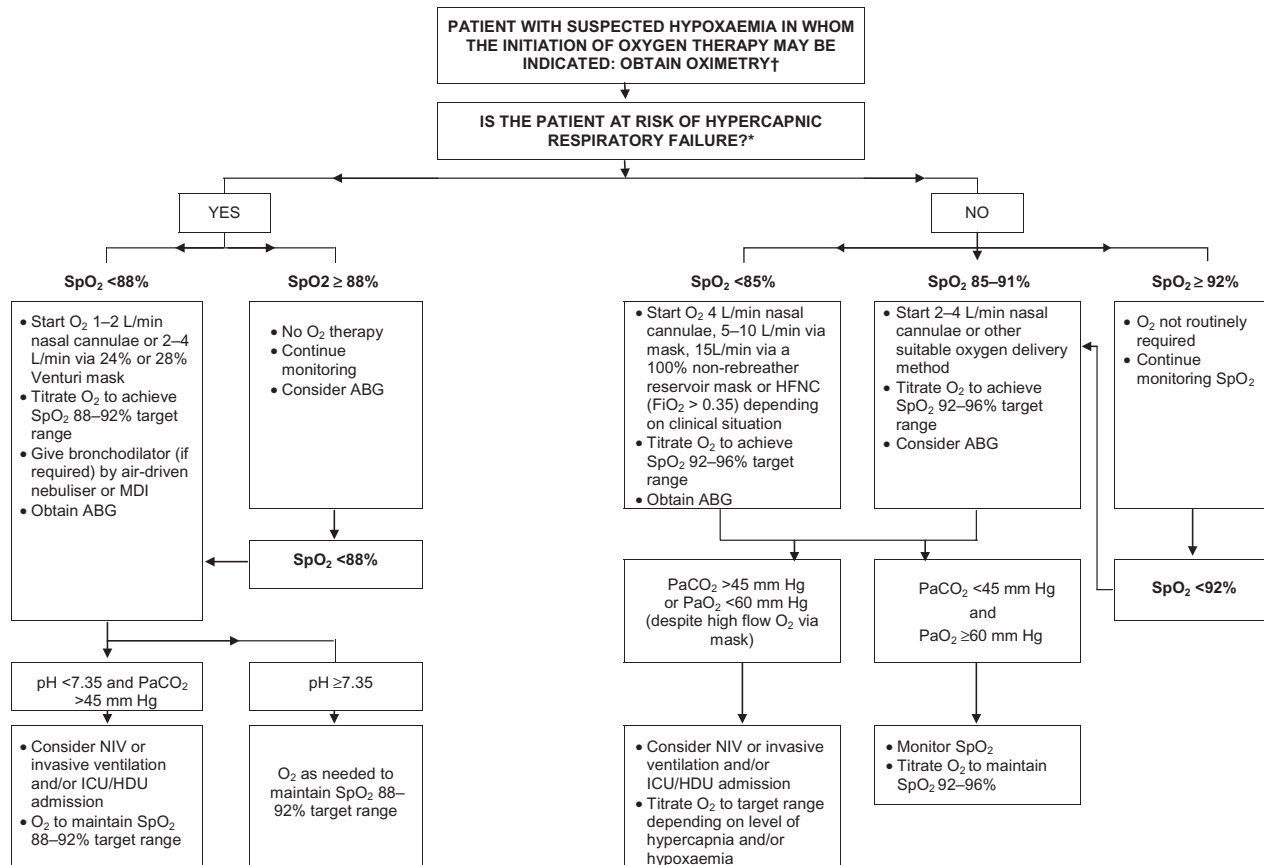 PATIENT WITH SUSPECTED HYPOXAEMIA IN WHOM
THE INITIATION OF OXYGEN THERAPY MAY BE
INDICATED: OBTAIN OXIMETRY†
IS THE PATIENT AT RISK OF HYPERCAPNIC
RESPIRATORY FAILURE?*
YES
NO
SpO₂ <88%
SpO2 ≥ 88%
SpO₂ <85%
SpO₂ 85–91%
SpO₂ ≥ 92%
• Start O₂ 1–2 L/min
nasal cannulae or 2–4
L/min via 24% or 28%
Venturi mask
• Titrate O₂ to achieve
SpO₂ 88–92% target
range
• Give bronchodilator (if
required) by air-driven
nebuliser or MDI
• Obtain ABG
• No O₂ therapy
• Continue
monitoring
• Consider ABG
• Start O₂ 4 L/min nasal
cannulae, 5–10 L/min via
mask, 15L/min via a
100% non-rebreather
reservoir mask or HFNC
(FiO₂ > 0.35) depending
on clinical situation
• Titrate O₂ to achieve
SpO₂ 92–96% target
range
• Obtain ABG
• Start 2–4 L/min nasal
cannulae or other
suitable oxygen delivery
method
• Titrate O₂ to achieve
SpO₂ 92–96% target
range
• Consider ABG
• O₂ not routinely
required
• Continue
monitoring SpO₂
SpO₂ <88%
PaCO₂ >45 mm Hg
or PaO₂ <60 mm Hg
(despite high flow O₂ via
mask)
PaCO₂ <45 mm Hg
and
PaO₂ ≥60 mm Hg
SpO₂ <92%
pH <7.35 and PaCO₂
>45 mm Hg
pH ≥7.35
• Consider NIV or
invasive ventilation
and/or ICU/HDU
admission
• O₂ to maintain SpO₂
88–92% target range
O₂ as needed to
maintain SpO₂ 88–
92% target range
• Consider NIV or invasive
ventilation and/or
ICU/HDU admission
• Titrate O₂ to target range
depending on level of
hypercapnia and/or
hypoxaemia
• Monitor SpO₂
• Titrate O₂ to maintain
SpO₂ 92–96%